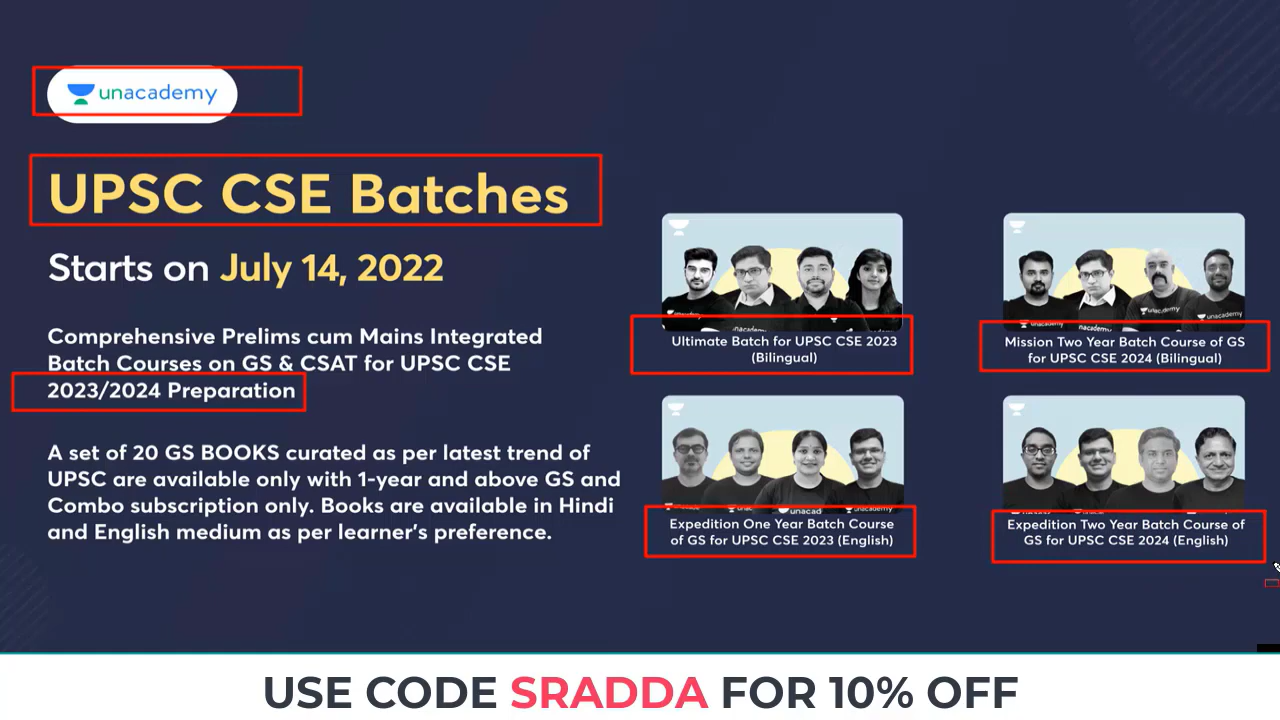 unacademy
UPSC CSE Batches
Starts on July 14, 2022
Comprehensive Prelims cum Mains Integrated
Batch Courses on GS & CSAT for UPSC CSE
2023/2024 Preparation
A set of 20 GS BOOKS curated as per latest trend of
UPSC are available only with 1-year and above GS and
Combo subscription only. Books are available in Hindi
and English medium as per learner's preference.
Ultimate Batch for UPSC CSE 2023
(Bilingual)
Mission Two Year Batch Course of GS
for UPSC CSE 2024 (Bilingual)
Expedition One Year Batch Course
of GS for UPSC CSE 2023 (English)
Expedition Two Year Batch Course of
GS for UPSC CSE 2024 (English)
USE CODE SRADDA FOR 10% OFF